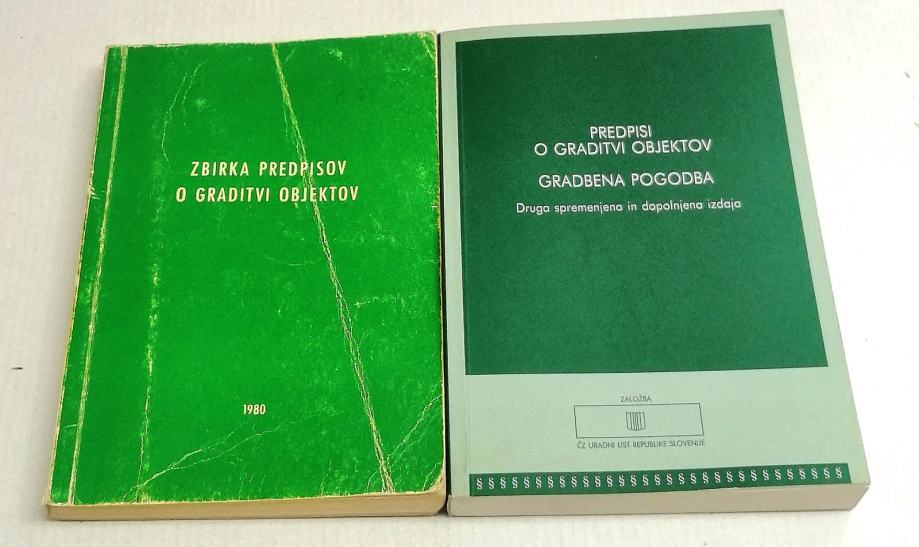 ZBIRKA PREDPISOV
O GRADITVI OBJEKTOV
1980
PREDPISI
O GRADITVI OBJEKTOV
GRADBENA POGODBA
Druga spremenjena in dopolnjena izdaja
ZALOŽBA
ČZ URADNI LIST REPUBLIKE SLOVENIJE
§ § § § § § § § § § § § § § § § § § § § § § § § § § § § § §